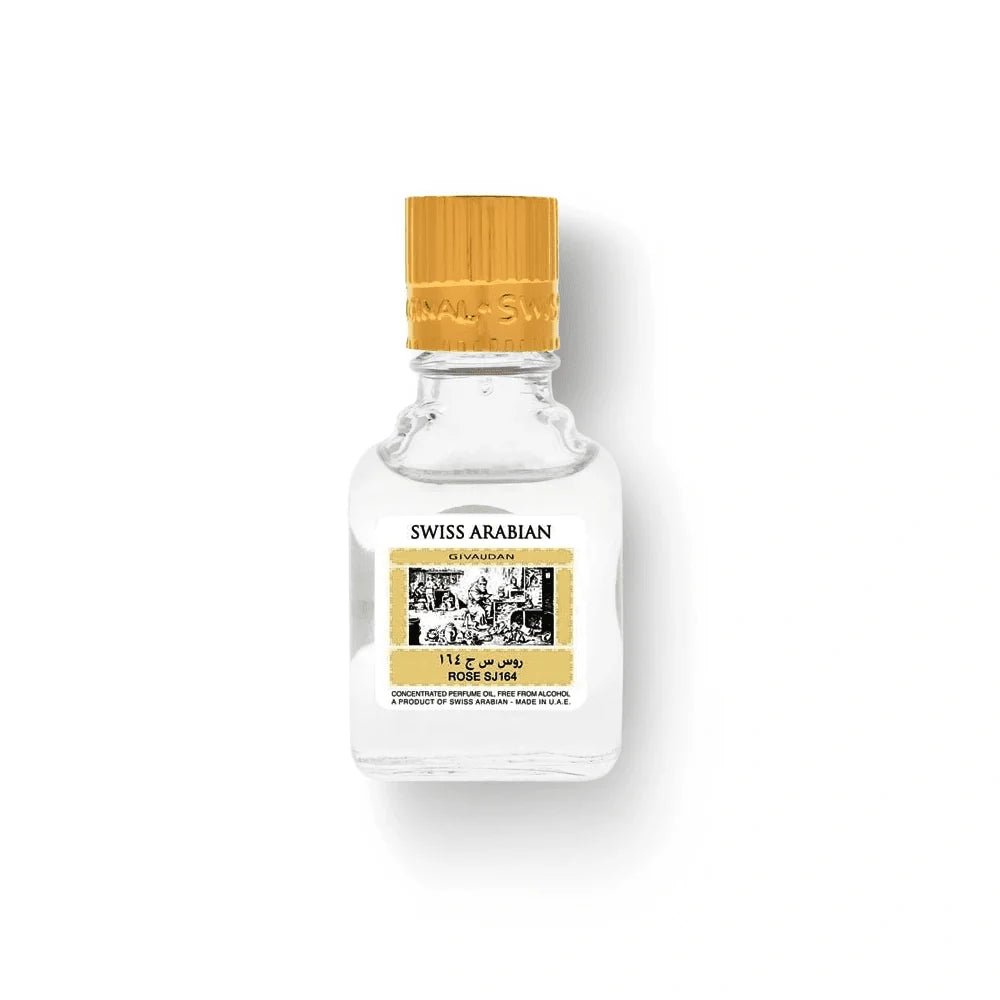 SWISS
SWISS ARABIAN
GIVAUDAN
روس س ج ١٦٤
ROSE SJ164
CONCENTRATED PERFUME OIL, FREE FROM ALCOHOL
A PRODUCT OF SWISS ARABIAN - MADE IN U.A.E.